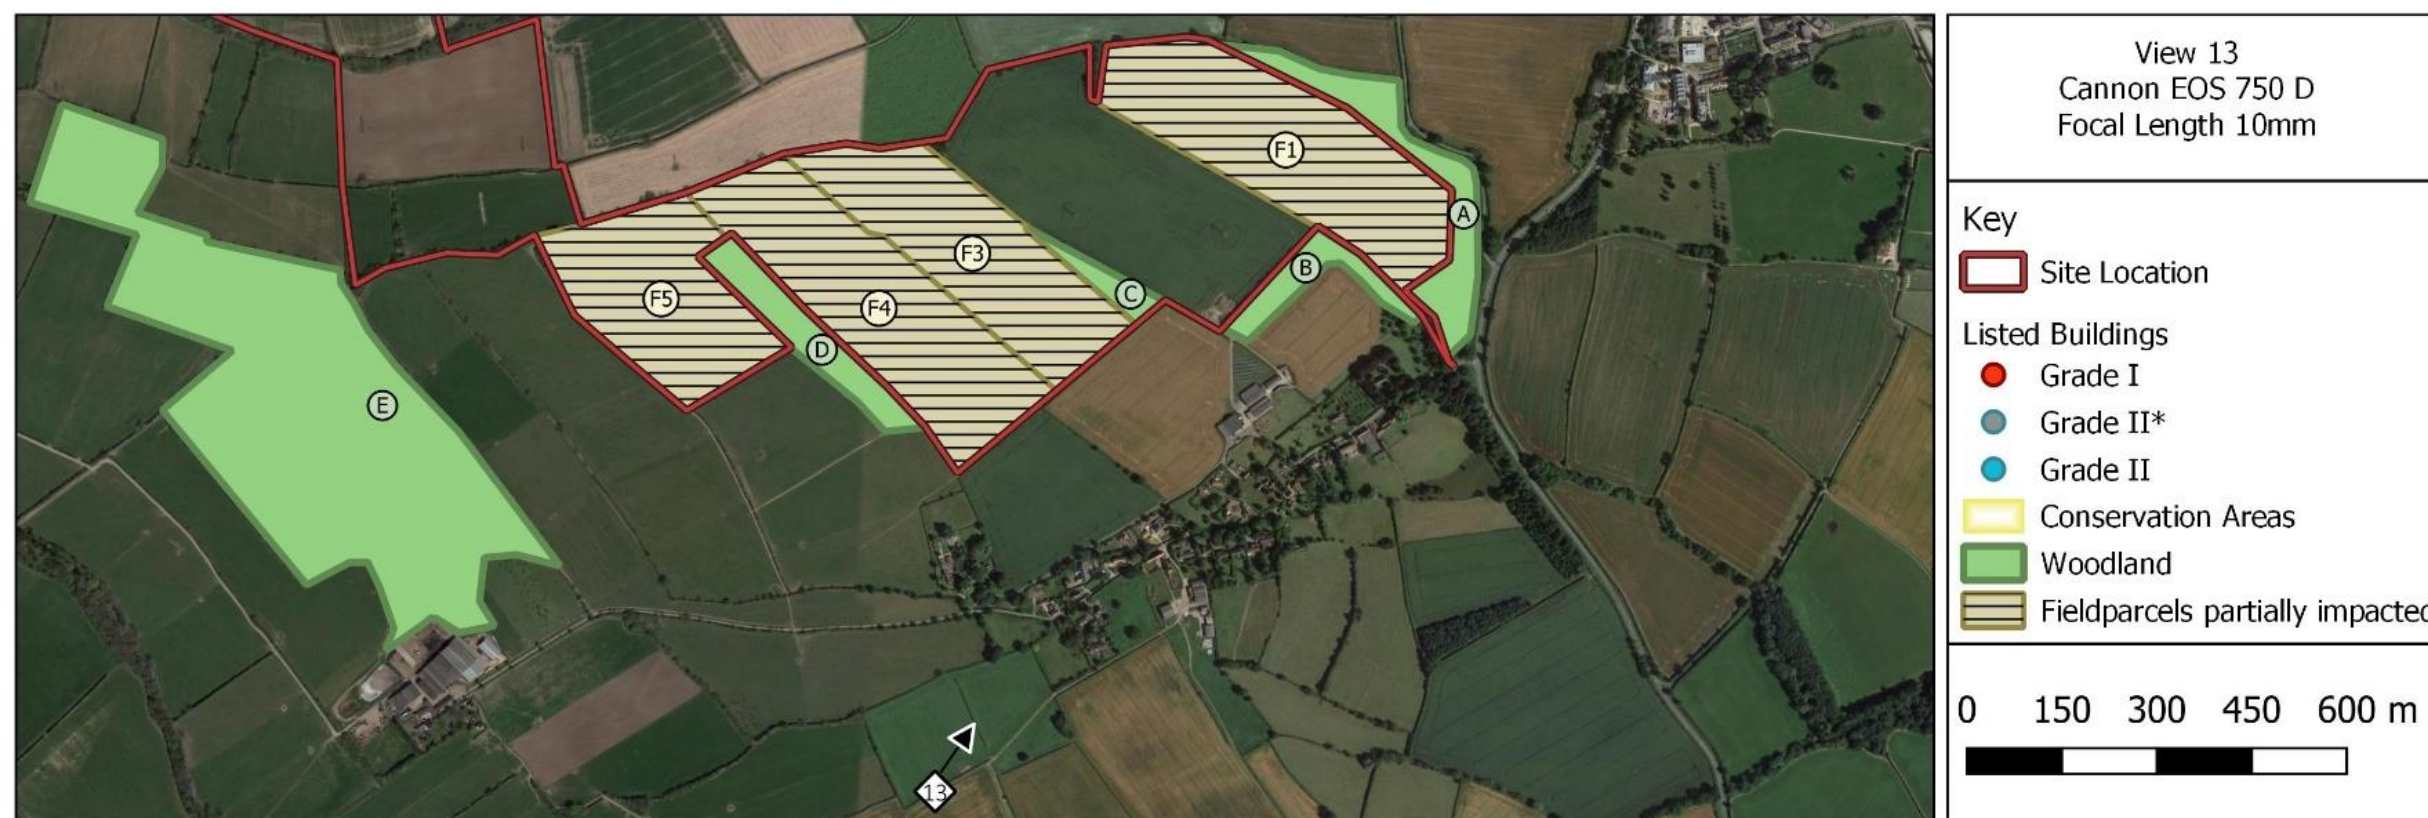 View 13
Cannon EOS 750 D
Focal Length 10mm
Key
Site Location
Listed Buildings
Grade I
Grade II*
Grade II
Conservation Areas
Woodland
Fieldparcels partially impacted
0 150 300 450 600 m
F1
A
F3
B
C
F5
F4
D
E
13